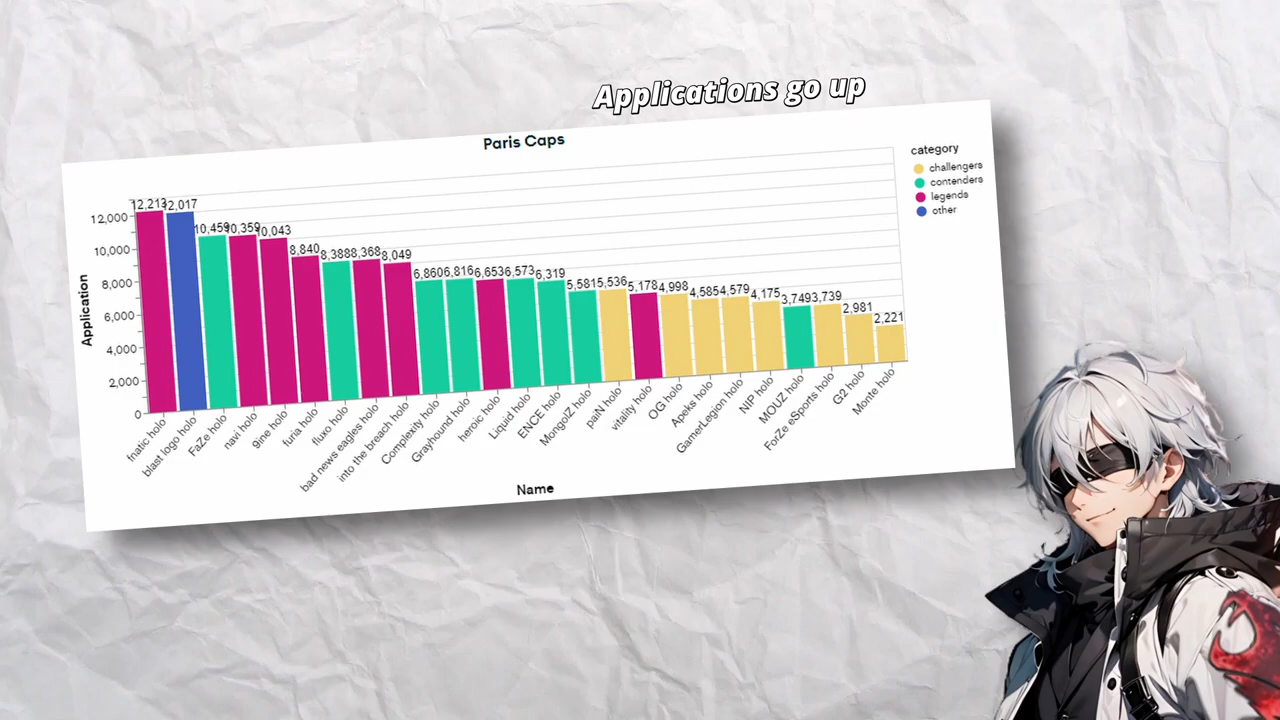 Applications go up
Paris Caps
category
challengers
contenders
legends
other
Application
12,000
10,000
8,000
6,000
4,000
2,000
0
12,213
12,017
10,459
10,359
10,043
8,840
8,388
8,368
8,049
6,860
6,816
6,653
6,573
6,319
5,581
5,536
5,178
4,998
4,585
4,579
4,175
3,749
3,739
2,981
2,221
fnatic holo
blast logo holo
FaZe holo
navi holo
9ine holo
furia holo
fluxo holo
bad news eagles holo
into the breach holo
Complexity holo
Grayhound holo
heroic holo
Liquid holo
ENCE holo
MongolZ holo
paiN holo
vitality holo
OG holo
Apeks holo
GamerLegion holo
NIP holo
MOUZ holo
ForZe eSports holo
G2 holo
Monte holo
Name